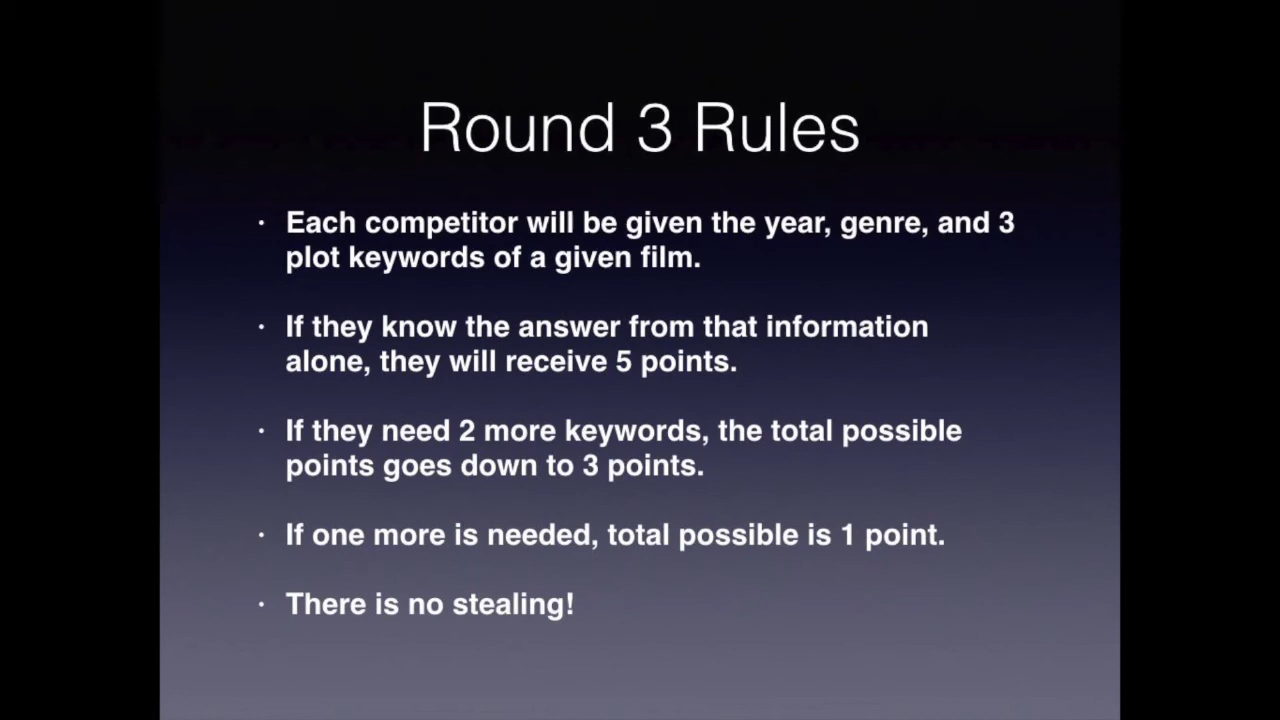 Round 3 Rules
· Each competitor will be given the year, genre, and 3
plot keywords of a given film.
· If they know the answer from that information
alone, they will receive 5 points.
· If they need 2 more keywords, the total possible
points goes down to 3 points.
· If one more is needed, total possible is 1 point.
· There is no stealing!